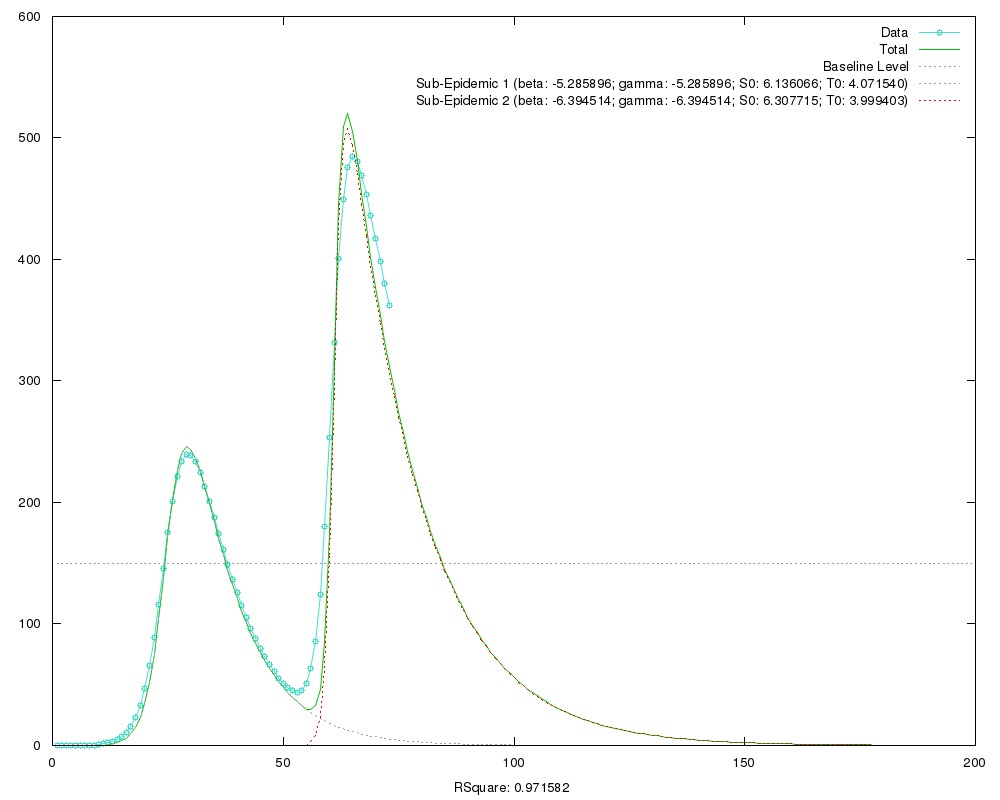 600
500
400
300
200
100
0
0 50 100 150 200
Data
Total
Baseline Level
Sub-Epidemic 1 (beta: -5.285896; gamma: -5.285896; S0: 6.136066; T0: 4.071540)
Sub-Epidemic 2 (beta: -6.394514; gamma: -6.394514; S0: 6.307715; T0: 3.999403)
RSquare: 0.971582